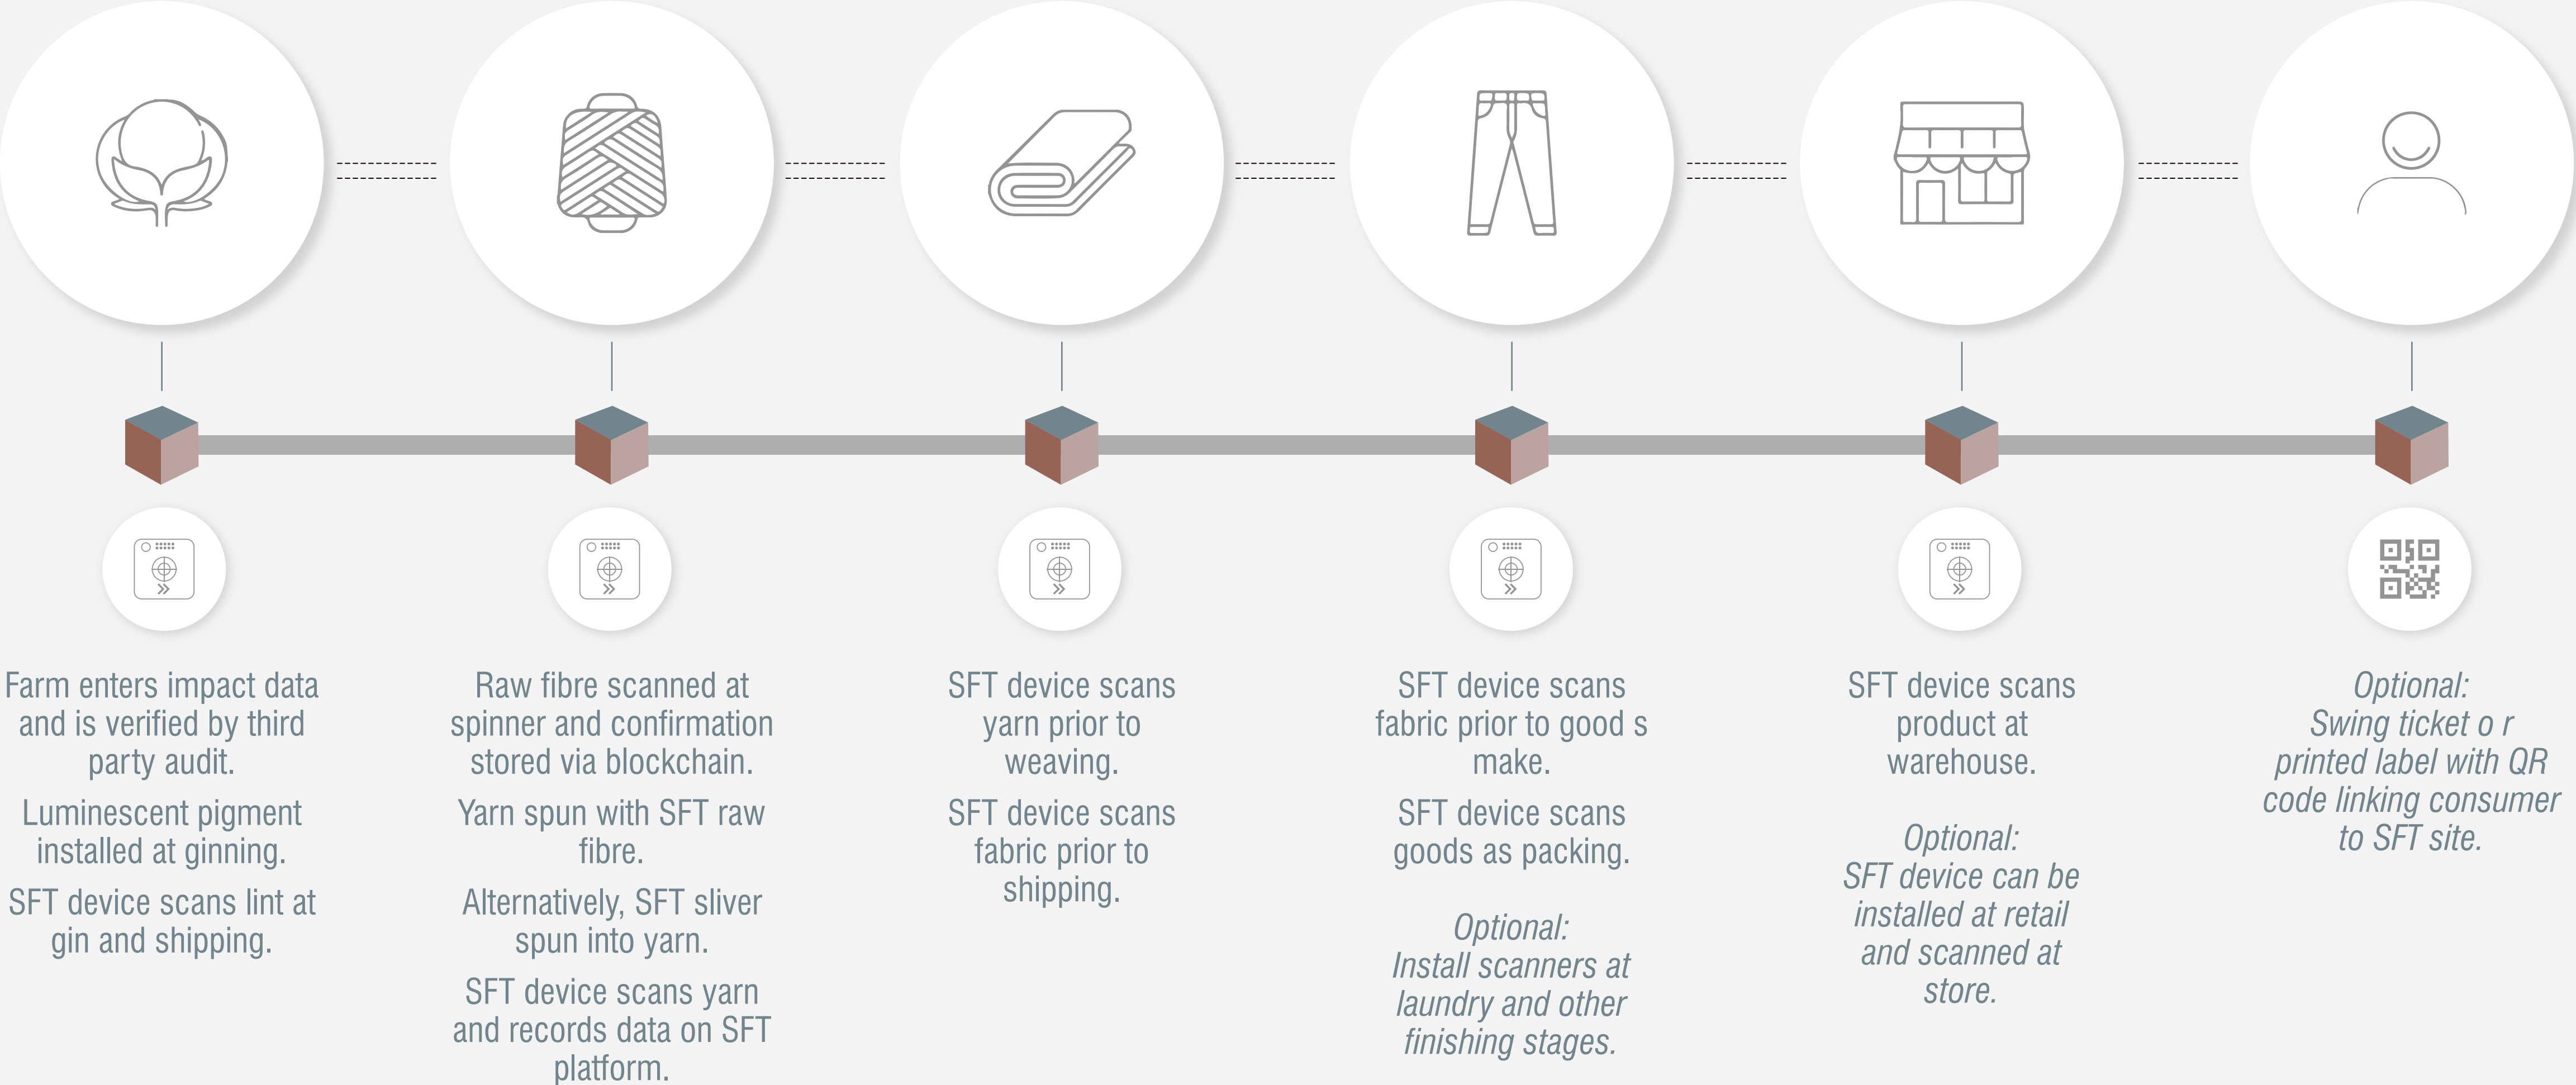 Farm enters impact data
and is verified by third
party audit.
Luminescent pigment
installed at ginning.
SFT device scans lint at
gin and shipping.
Raw fibre scanned at
spinner and confirmation
stored via blockchain.
Yarn spun with SFT raw
fibre.
Alternatively, SFT sliver
spun into yarn.
SFT device scans yarn
and records data on SFT
platform.
SFT device scans
yarn prior to
weaving.
SFT device scans
fabric prior to
shipping.
SFT device scans
fabric prior to good s
make.
SFT device scans
goods as packing.
Optional:
Install scanners at
laundry and other
finishing stages.
SFT device scans
product at
warehouse.
Optional:
SFT device can be
installed at retail
and scanned at
store.
Optional:
Swing ticket o r
printed label with QR
code linking consumer
to SFT site.